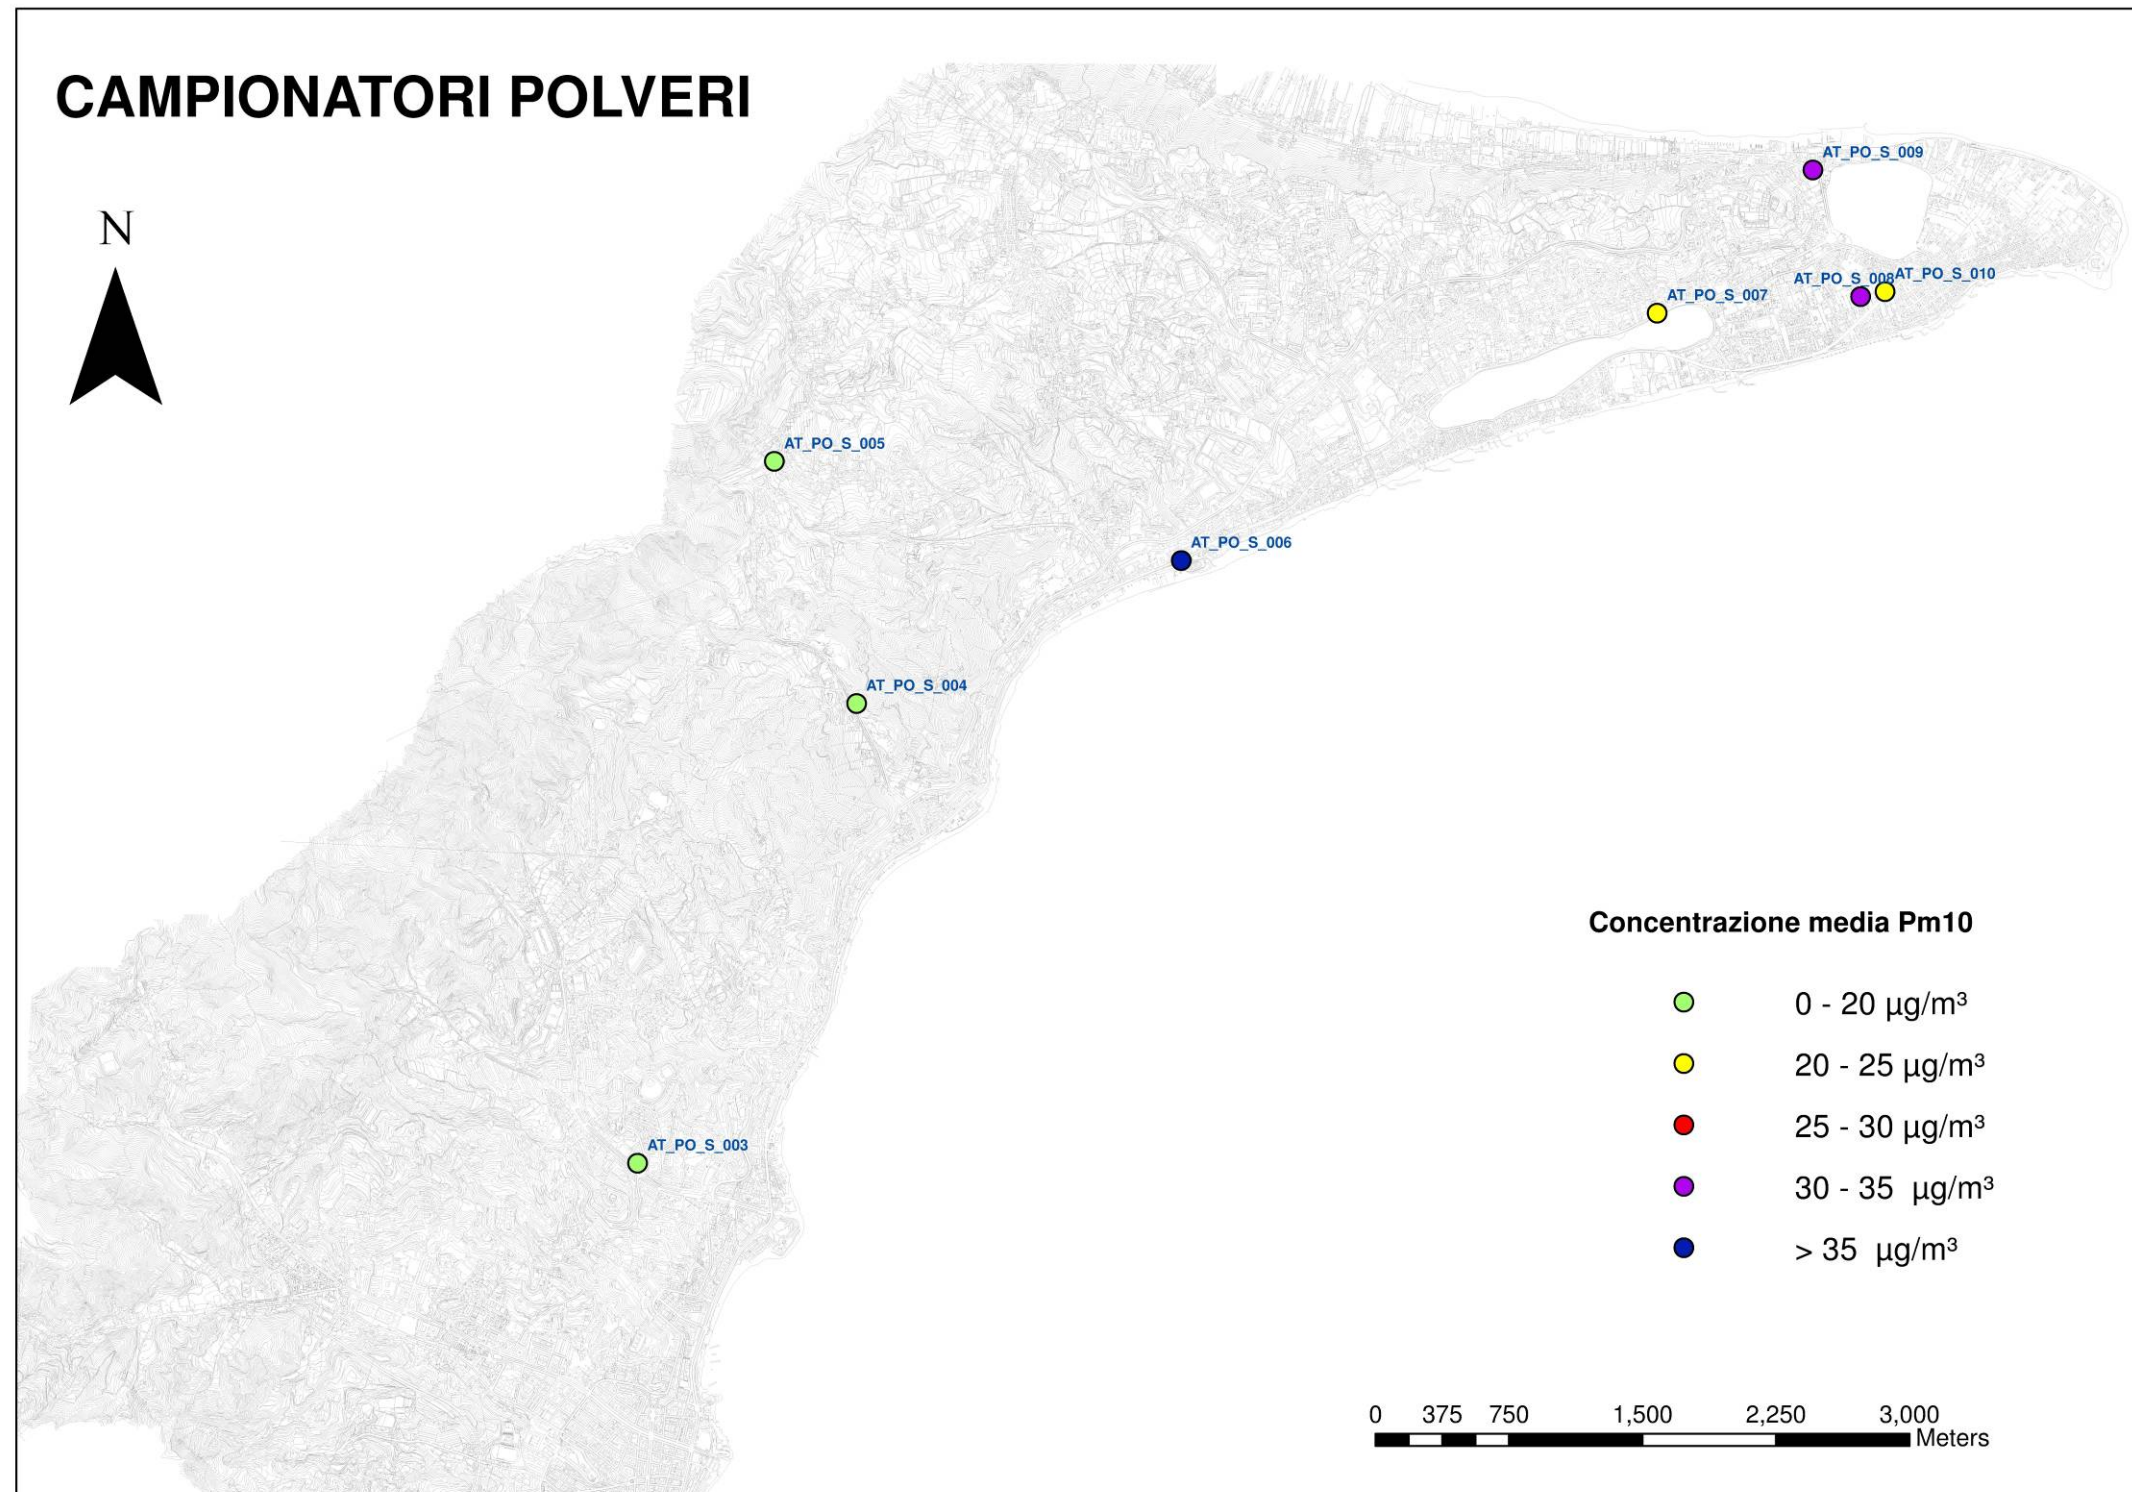 CAMPIONATORI POLVERI
N
AT_PO_S_009
AT_PO_S_008
AT_PO_S_010
AT_PO_S_007
AT_PO_S_005
AT_PO_S_006
AT_PO_S_004
AT_PO_S_003
Concentrazione media Pm10
0 - 20 µg/m³
20 - 25 µg/m³
25 - 30 µg/m³
30 - 35 µg/m³
> 35 µg/m³
0 375 750 1,500 2,250 3,000
Meters